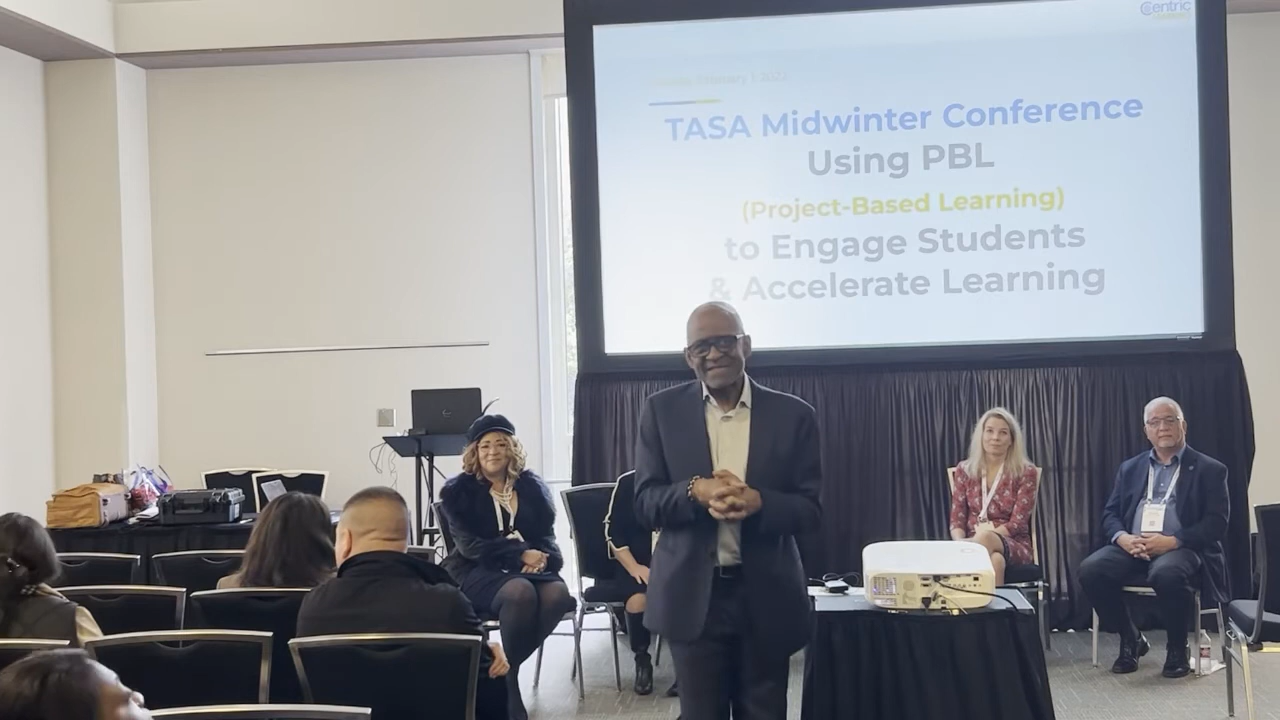 Centric
TASA Midwinter Conference
Using PBL
(Project-Based Learning)
to Engage Students
& Accelerate Learning